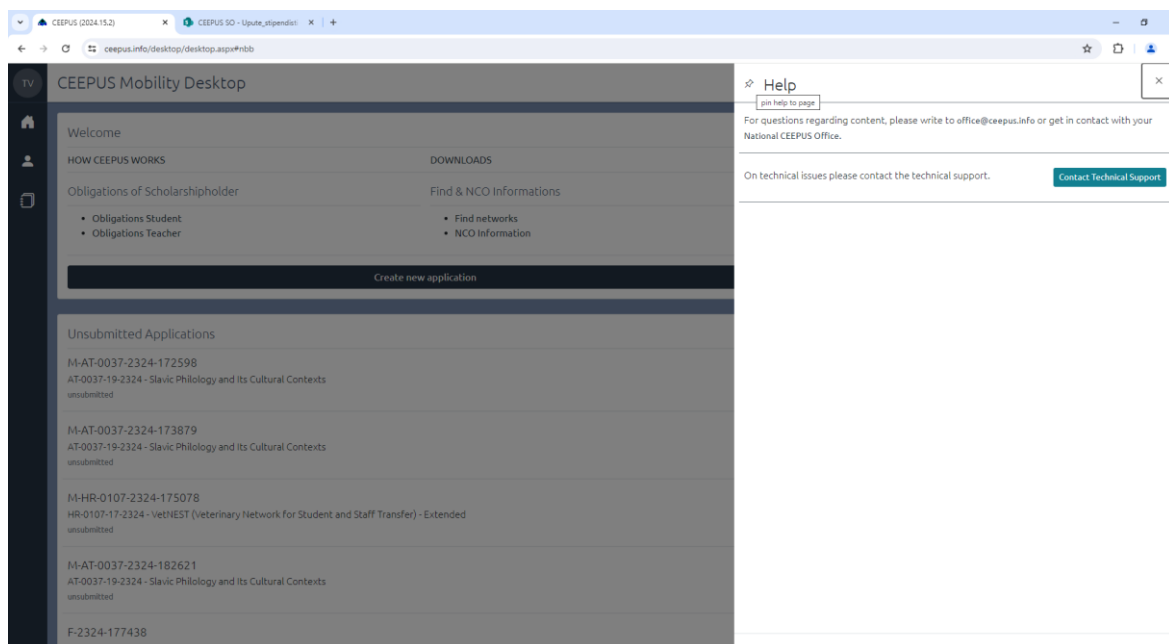 CEEPUS (2024.15.2)
CEEPUS SO - Upute_stipendist
ceepus.info/desktop/desktop.aspx#nbb
TV
CEEPUS Mobility Desktop
Welcome
HOW CEEPUS WORKS
DOWNLOADS
Obligations of Scholarshipholder
Find & NCO Informations
Obligations Student
Obligations Teacher
Find networks
NCO Information
Create new application
Unsubmitted Applications
M-AT-0037-2324-172598
AT-0037-19-2324 - Slavic Philology and Its Cultural Contexts
unsubmitted
M-AT-0037-2324-173879
AT-0037-19-2324 - Slavic Philology and Its Cultural Contexts
unsubmitted
M-HR-0107-2324-175078
HR-0107-17-2324 - VetNEST (Veterinary Network for Student and Staff Transfer) - Extended
unsubmitted
M-AT-0037-2324-182621
AT-0037-19-2324 - Slavic Philology and Its Cultural Contexts
unsubmitted
F-2324-177438
Help
pin help to page
For questions regarding content, please write to office@ceepus.info or get in contact with your
National CEEPUS Office.
On technical issues please contact the technical support.
Contact Technical Support